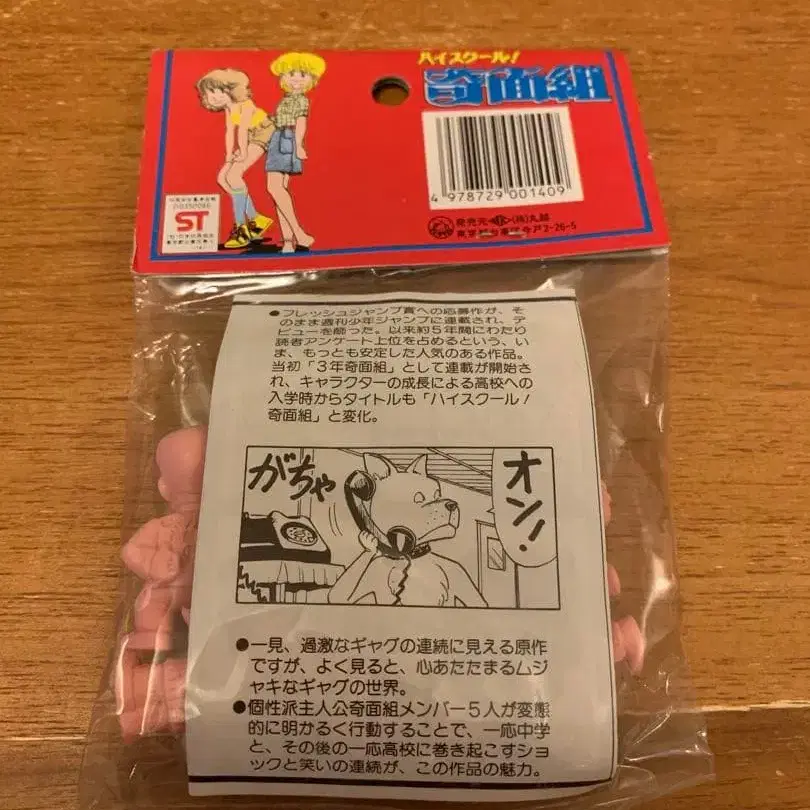 ハイスクール!
奇面組
4 978729 001409
発売元 (株)丸越
ST
●フレッシュジャンプ賞への応募作が、そ
のまま週刊少年ジャンプに連載され、デ
ビューを飾った。以来約5年間にわたり
読者アンケート上位を占めるという、い
ま、もっとも安定した人気のある作品。
当初「3年奇面組」として連載が開始さ
れ、キャラクターの成長による高校への
入学時からタイトルも「ハイスクール!
奇面組」と変化。
がちゃ
オン!
●一見、過激なギャグの連続に見える原作
ですが、よく見ると、心あたたまるムジ
ャキなギャグの世界。
●個性派主人公奇面組メンバー5人が変態
的に明かるく行動することで、一応中学
と、その後の一応高校に巻き起こすショ
ックと笑いの連続が、この作品の魅力。